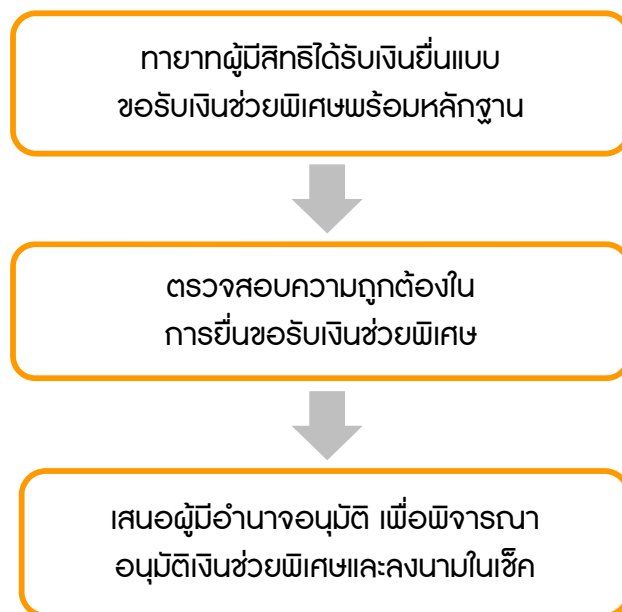 ทายาทผู้มีสิทธิได้รับเงินยื่นแบบ
ขอรับเงินช่วยพิเศษพร้อมหลักฐาน
ตรวจสอบความถูกต้องใน
การยื่นขอรับเงินช่วยพิเศษ
เสนอผู้มีอำนาจอนุมัติ เพื่อพิจารณา
อนุมัติเงินช่วยพิเศษและลงนามในเช็ค